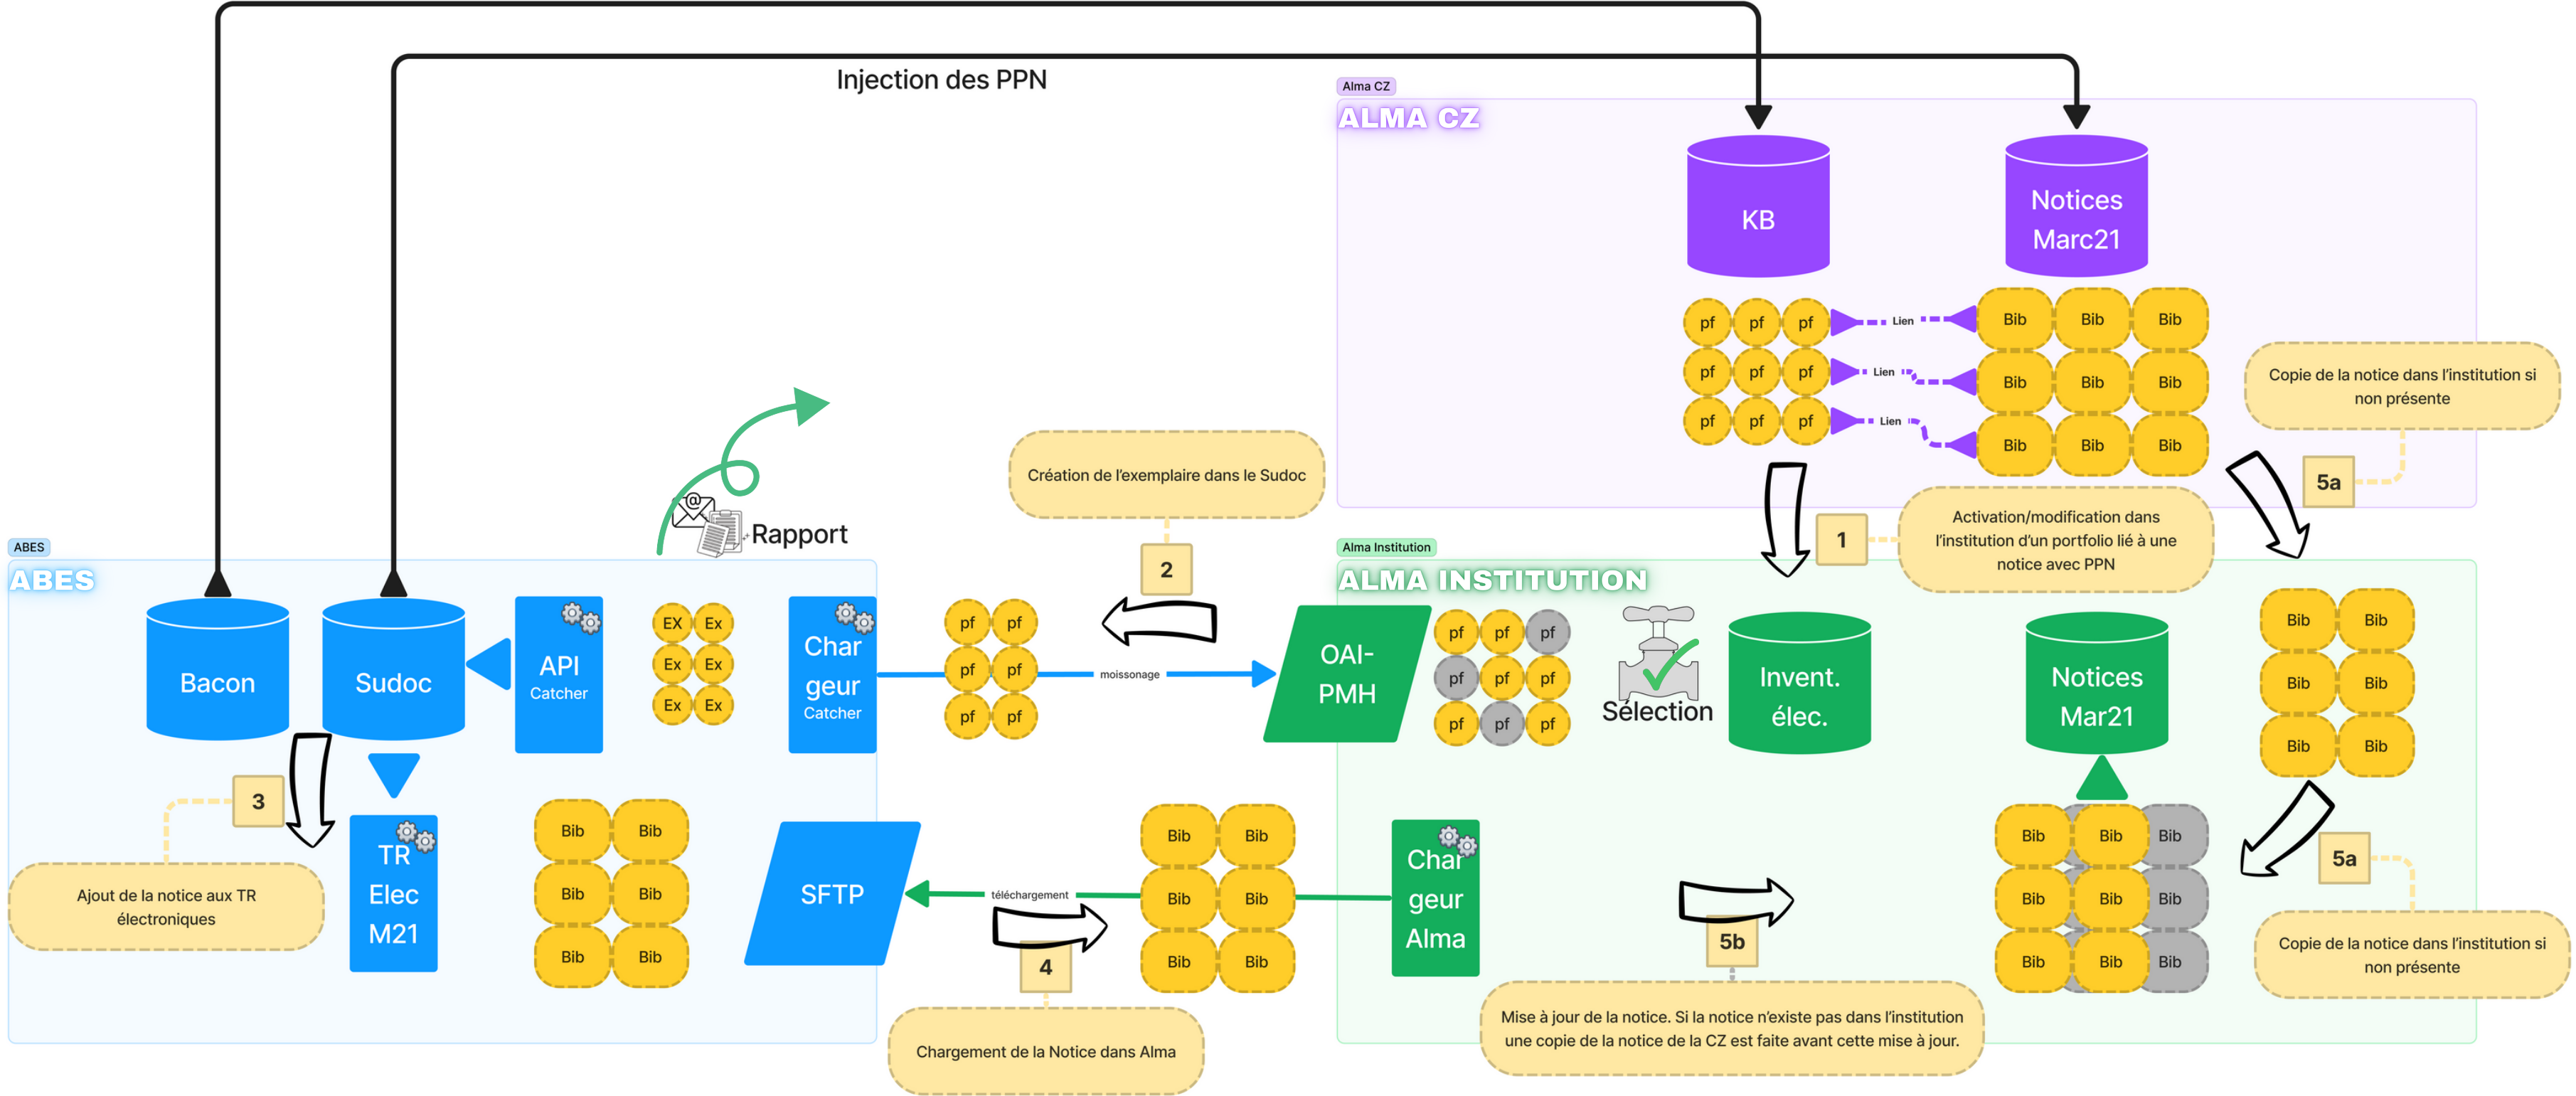 Injection des PPN
Alma CZ
ALMA CZ
KB
Notices
Marc21
pf pf pf
Lien
Bib Bib Bib
pf pf pf
Lien
Bib Bib Bib
pf pf pf
Lien
Bib Bib Bib
Copie de la notice dans l'institution si
non présente
5a
1
Activation/modification dans
l'institution d'un portfolio lié à une
notice avec PPN
Création de l'exemplaire dans le Sudoc
2
@
Rapport
ABES
ABES
Bacon
Sudoc
API
Catcher
EX Ex
Ex Ex
Ex Ex
Char
geur
Catcher
pf pf
pf pf
pf pf
moissonage
Alma Institution
ALMA INSTITUTION
OAI-
PMH
pf pf pf
pf pf pf
pf pf pf
Sélection
Invent.
élec.
Notices
Mar21
Bib Bib
Bib Bib
Bib Bib
3
Ajout de la notice aux TR
électroniques
TR
Elec
M21
Bib Bib
Bib Bib
Bib Bib
SFTP
téléchargement
4
Chargement de la Notice dans Alma
Bib Bib
Bib Bib
Bib Bib
Char
geur
Alma
5b
Mise à jour de la notice. Si la notice n'existe pas dans l'institution
une copie de la notice de la CZ est faite avant cette mise à jour.
Bib Bib Bib
Bib Bib Bib
Bib Bib Bib
5a
Copie de la notice dans l'institution si
non présente